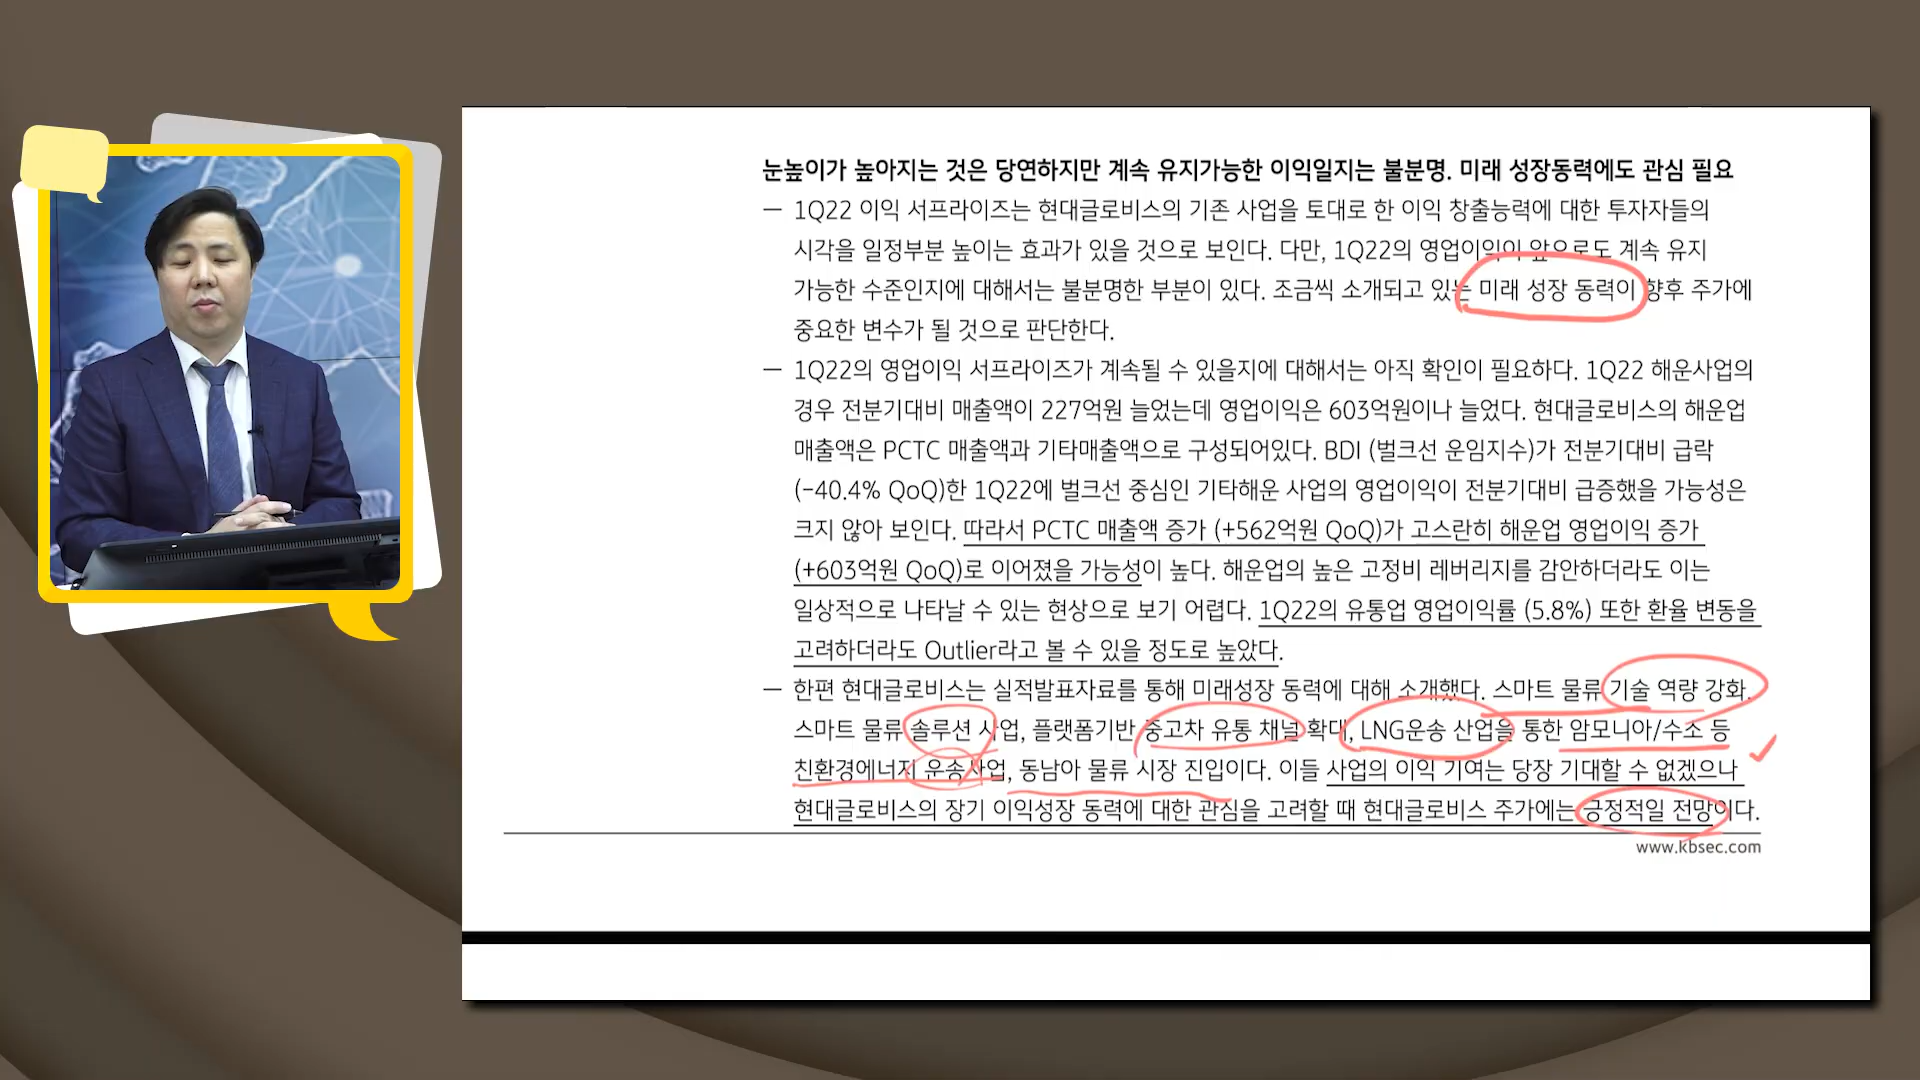 눈높이가 높아지는 것은 당연하지만 계속 유지가능한 이익일지는 불분명. 미래 성장동력에도 관심 필요
─ 1Q22 이익 서프라이즈는 현대글로비스의 기존 사업을 토대로 한 이익 창출능력에 대한 투자자들의
시각을 일정부분 높이는 효과가 있을 것으로 보인다. 다만, 1Q22의 영업이익이 앞으로도 계속 유지
가능한 수준인지에 대해서는 불분명한 부분이 있다. 조금씩 소개되고 있는 미래 성장 동력이 향후 주가에
중요한 변수가 될 것으로 판단한다.
─ 1Q22의 영업이익 서프라이즈가 계속될 수 있을지에 대해서는 아직 확인이 필요하다. 1Q22 해운사업의
경우 전분기대비 매출액이 227억원 늘었는데 영업이익은 603억원이나 늘었다. 현대글로비스의 해운업
매출액은 PCTC 매출액과 기타매출액으로 구성되어있다. BDI (벌크선 운임지수)가 전분기대비 급락
(-40.4% QoQ)한 1Q22에 벌크선 중심인 기타해운 사업의 영업이익이 전분기대비 급증했을 가능성은
크지 않아 보인다. 따라서 PCTC 매출액 증가 (+562억원 QoQ)가 고스란히 해운업 영업이익 증가
(+603억원 QoQ)로 이어졌을 가능성이 높다. 해운업의 높은 고정비 레버리지를 감안하더라도 이는
일상적으로 나타날 수 있는 현상으로 보기 어렵다. 1Q22의 유통업 영업이익률 (5.8%) 또한 환율 변동을
고려하더라도 Outlier라고 볼 수 있을 정도로 높았다.
─ 한편 현대글로비스는 실적발표자료를 통해 미래성장 동력에 대해 소개했다. 스마트 물류 기술 역량 강화,
스마트 물류 솔루션 사업, 플랫폼기반 중고차 유통 채널 확대, LNG운송 산업을 통한 암모니아/수소 등
친환경에너지 운송사업, 동남아 물류 시장 진입이다. 이들 사업의 이익 기여는 당장 기대할 수 없겠으나
현대글로비스의 장기 이익성장 동력에 대한 관심을 고려할 때 현대글로비스 주가에는 긍정적일 전망이다.
www.kbsec.com